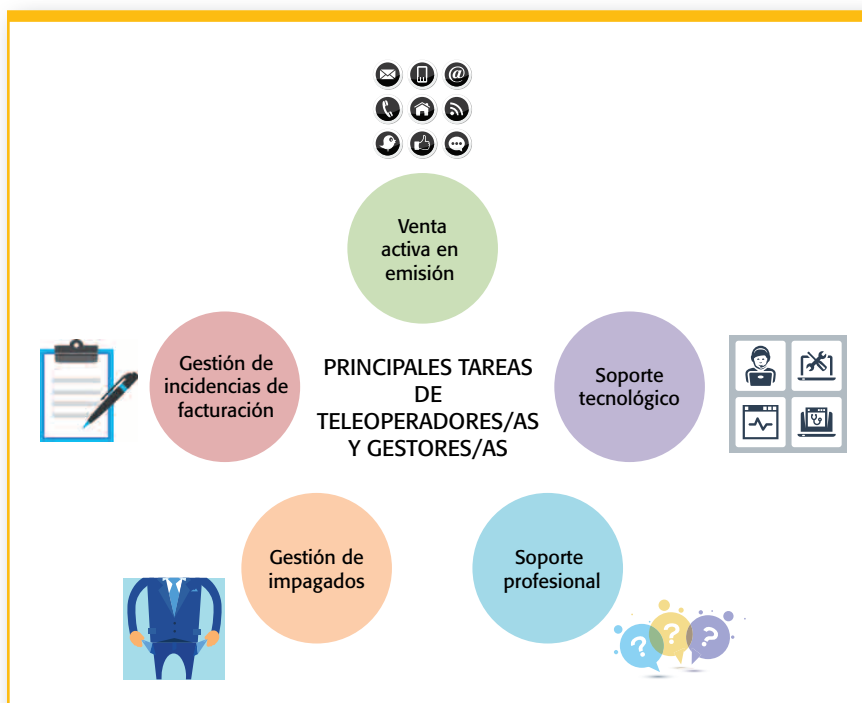 Venta
activa en
emisión
Gestión de
incidencias de
facturación
PRINCIPALES TAREAS
DE
TELEOPERADORES/AS
Y GESTORES/AS
Soporte
tecnológico
Gestión de
impagados
Soporte
profesional